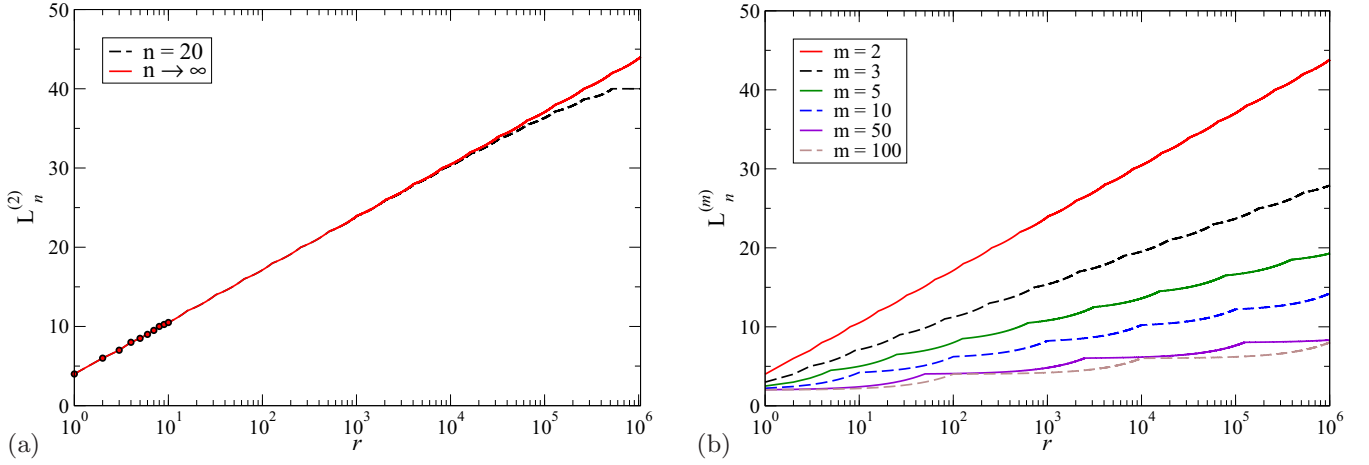 50
40
30
20
10
0
L_n^(2)
n = 20
n → ∞
10^0 10^1 10^2 10^3 10^4 10^5 10^6
r
(a)
50
40
30
20
10
0
L_n^(m)
m = 2
m = 3
m = 5
m = 10
m = 50
m = 100
10^0 10^1 10^2 10^3 10^4 10^5 10^6
r
(b)